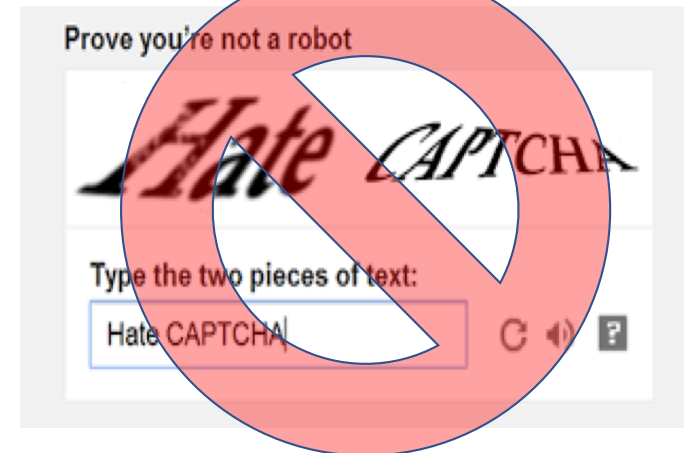 Prove you're not a robot
Hate CAPTCHA
Type the two pieces of text:
Hate CAPTCHA
?